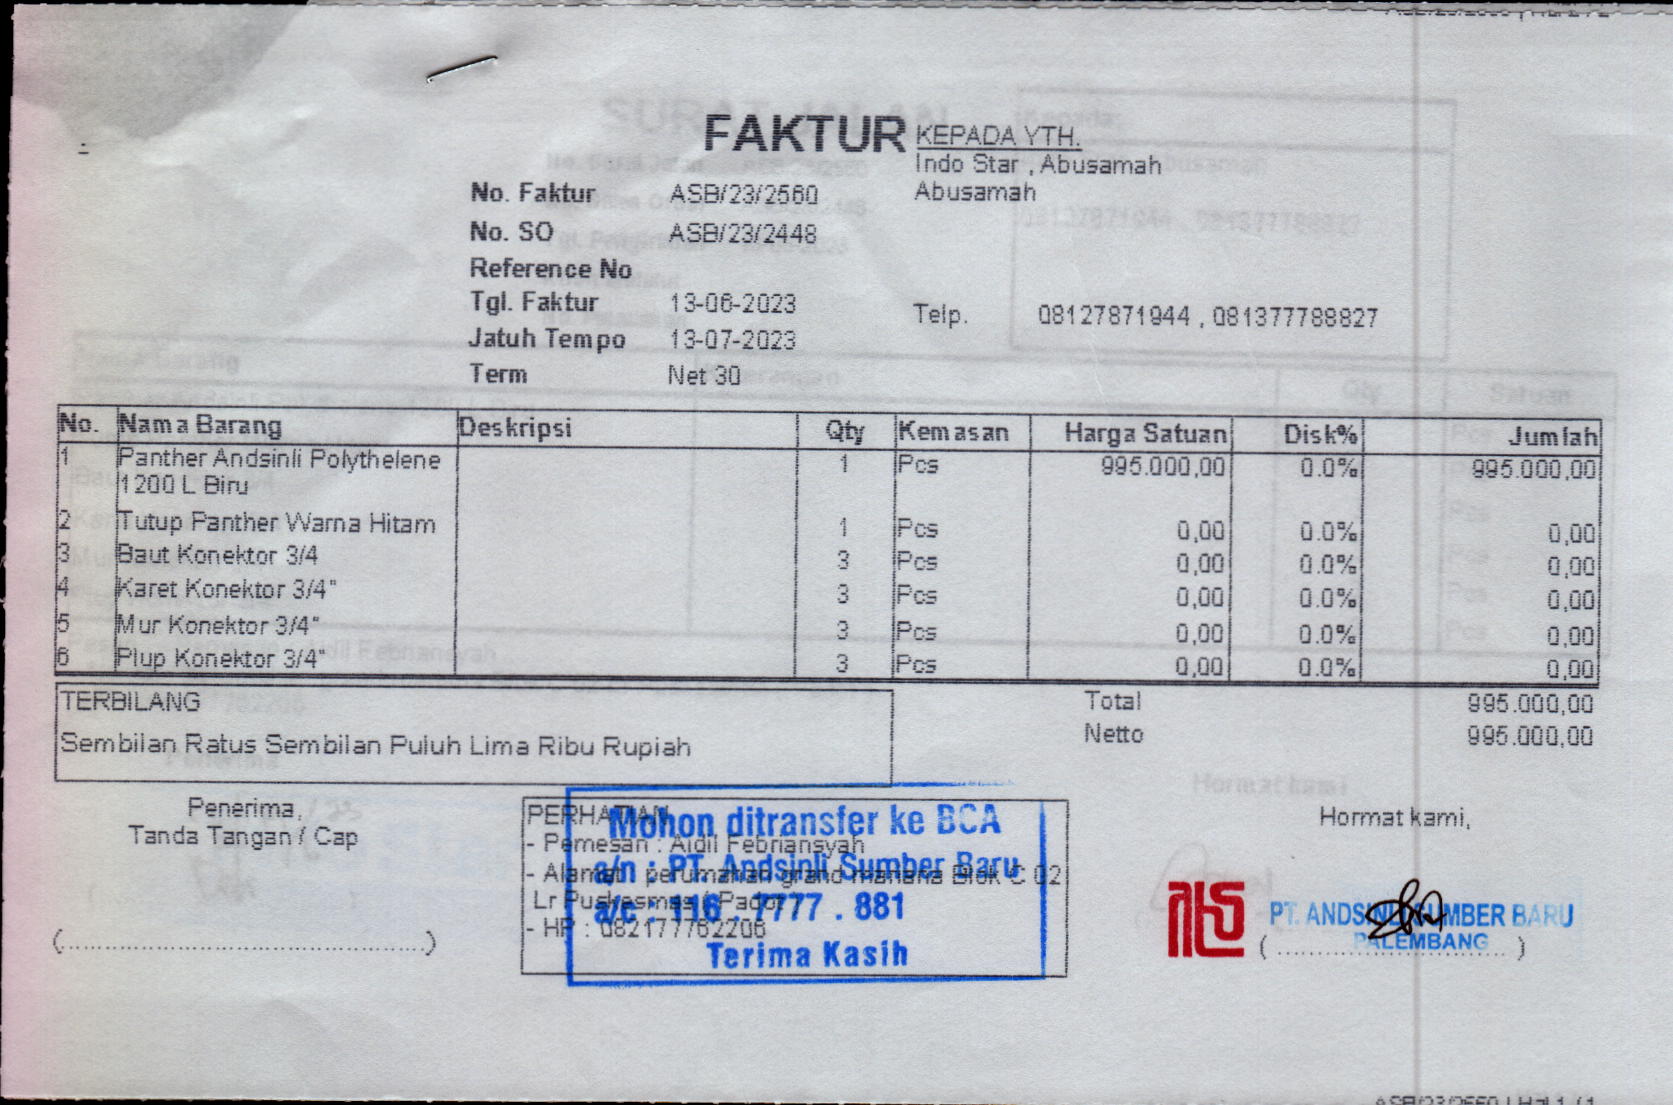 FAKTUR
KEPADA YTH.
Indo Star , Abusamah
Abusamah
No. Faktur ASB/23/2560
No. SO ASB/23/2448
Reference No
Tgl. Faktur 13-06-2023
Telp. 08127871944 , 081377788827
Jatuh Tempo 13-07-2023
Term Net 30
No. Nama Barang Deskripsi Qty Kemasan Harga Satuan Disk% Jumlah
1 Panther Andsinli Polythelene 1 Pcs 995.000,00 0.0% 995.000,00
1200 L Biru
2 Tutup Panther Warna Hitam 1 Pcs 0,00 0.0% 0,00
3 Baut Konektor 3/4 3 Pcs 0,00 0.0% 0,00
4 Karet Konektor 3/4" 3 Pcs 0,00 0.0% 0,00
5 Mur Konektor 3/4" 3 Pcs 0,00 0.0% 0,00
6 Plup Konektor 3/4" 3 Pcs 0,00 0.0% 0,00
TERBILANG
Sembilan Ratus Sembilan Puluh Lima Ribu Rupiah
Total 995.000,00
Netto 995.000,00
Penerima,
Tanda Tangan / Cap
(..........................................................)
PERHATIAN
- Pemesan : Aidil Febriansyah
- Alamat : perumahan grand Blok C 02
Lr Puskesmas
- HP : 082177762206
Mohon ditransfer ke BCA
a/n : PT. Andsinli Sumber Baru
a/c : 116 . 7777 . 881
Terima Kasih
Hormat kami,
PT. ANDSINLI SUMBER BARU
PALEMBANG
(....................................)
ASB/23/2560 | Hal 1 / 1